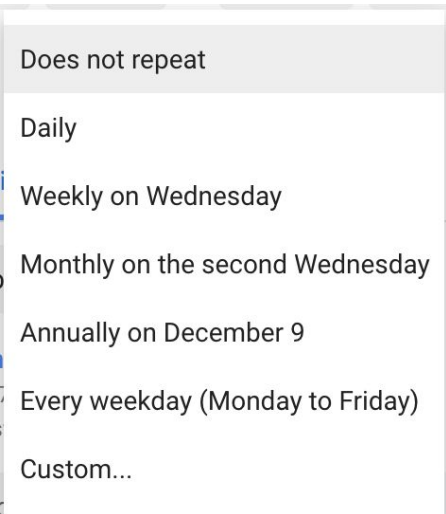 Does not repeat
Daily
Weekly on Wednesday
Monthly on the second Wednesday
Annually on December 9
Every weekday (Monday to Friday)
Custom...